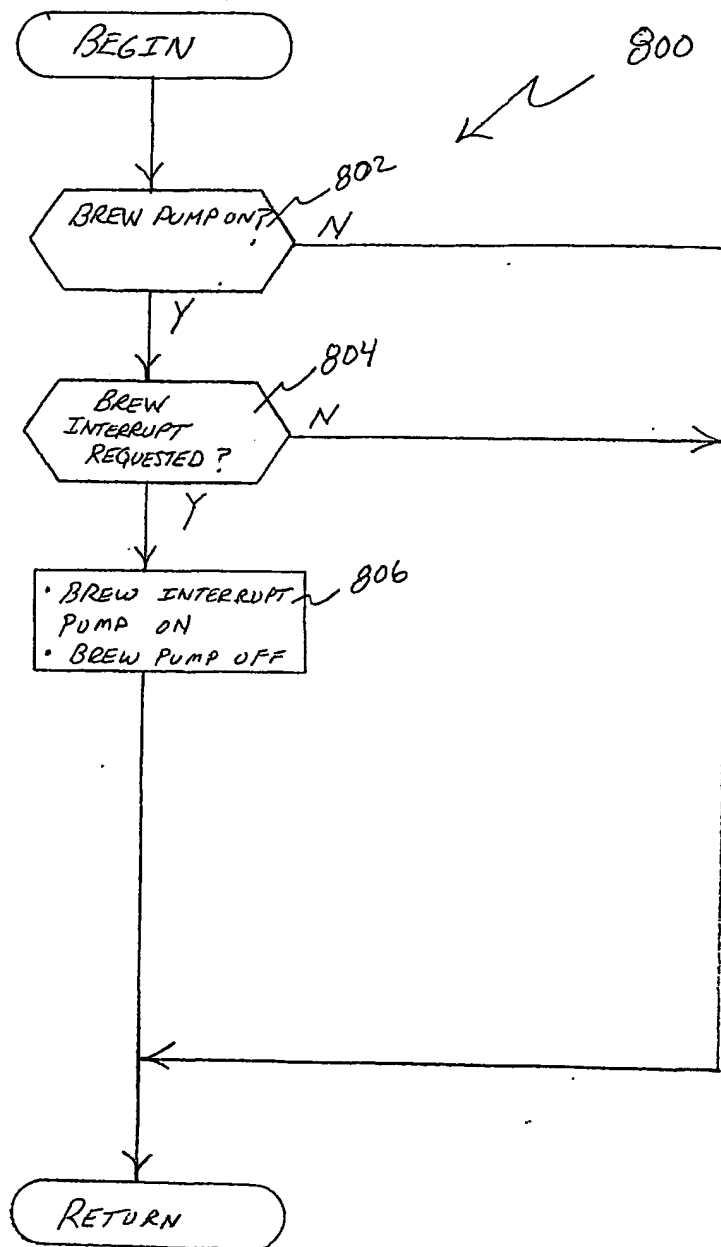 BEGIN
800
802
BREW PUMP ON?
N
Y
804
BREW
INTERRUPT
REQUESTED?
N
Y
806
• BREW INTERRUPT
PUMP ON
• BREW PUMP OFF
RETURN